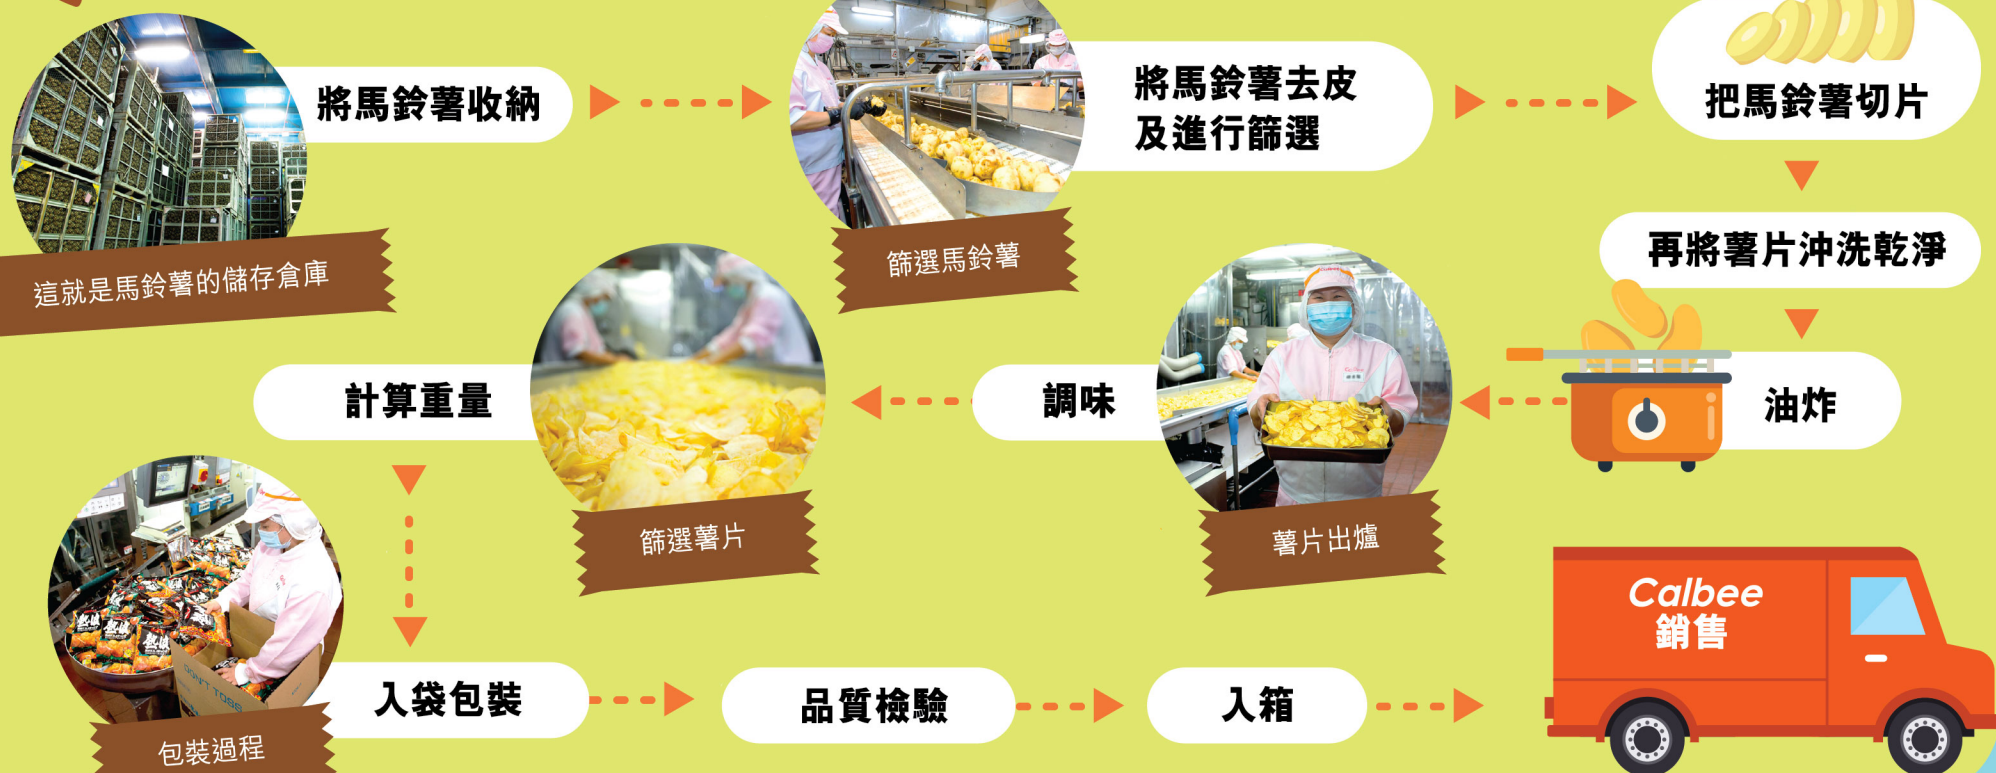 將馬鈴薯收納
將馬鈴薯去皮
及進行篩選
把馬鈴薯切片
這就是馬鈴薯的儲存倉庫
篩選馬鈴薯
再將薯片沖洗乾淨
油炸
調味
薯片出爐
計算重量
篩選薯片
入袋包裝
包裝過程
DON'T TOSS
品質檢驗
入箱
Calbee
銷售